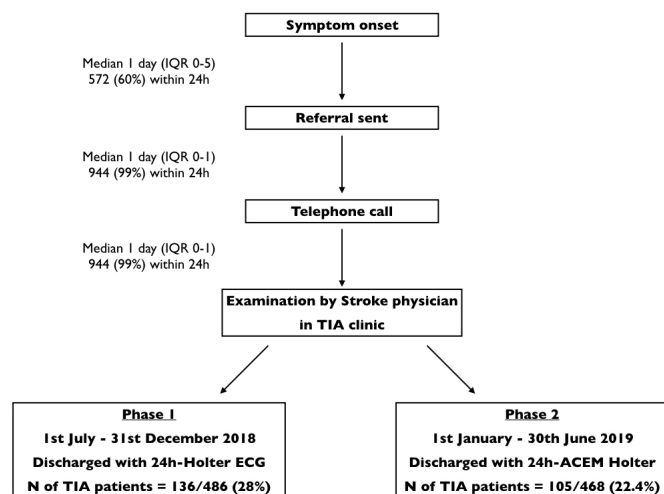 Symptom onset
Median 1 day (IQR 0-5)
572 (60%) within 24h
Referral sent
Median 1 day (IQR 0-1)
944 (99%) within 24h
Telephone call
Median 1 day (IQR 0-1)
944 (99%) within 24h
Examination by Stroke physician
in TIA clinic
Phase 1
1st July - 31st December 2018
Discharged with 24h-Holter ECG
N of TIA patients = 136/486 (28%)
Phase 2
1st January - 30th June 2019
Discharged with 24h-ACEM Holter
N of TIA patients = 105/468 (22.4%)